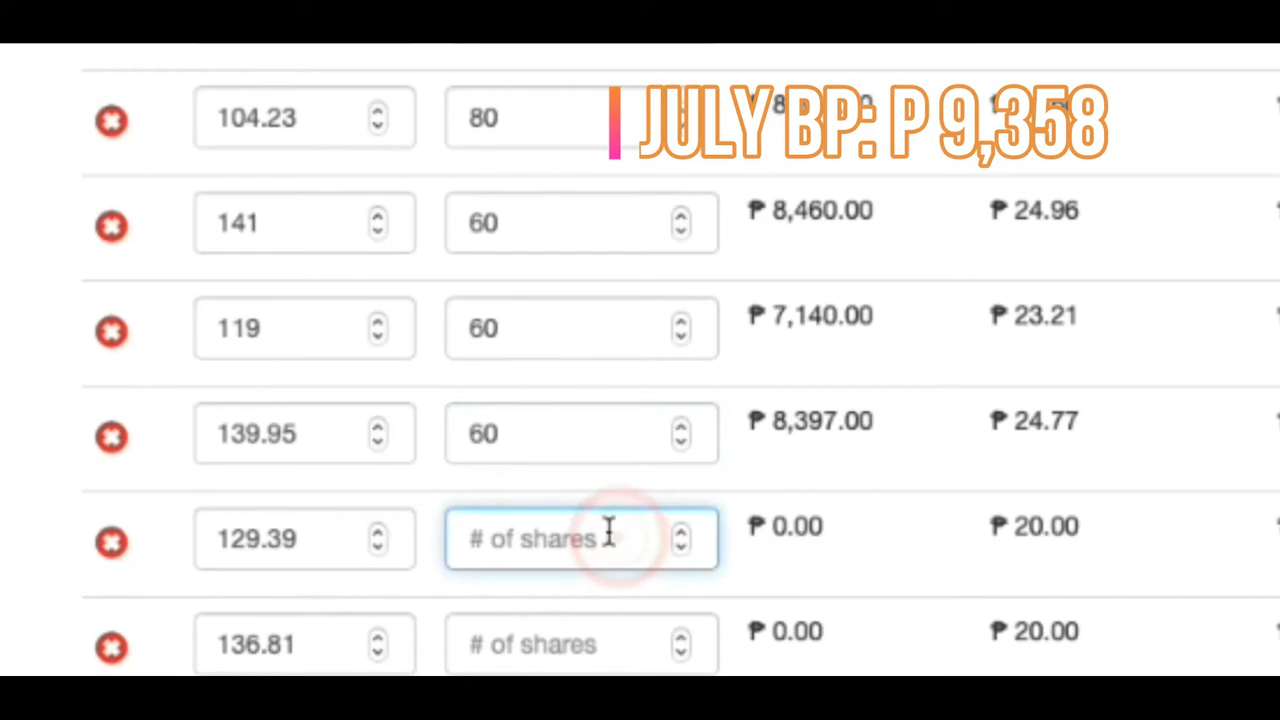 104.23 80 JULY BP: P 9,358
141 60 ₱ 8,460.00 ₱ 24.96
119 60 ₱ 7,140.00 ₱ 23.21
139.95 60 ₱ 8,397.00 ₱ 24.77
129.39 # of shares ₱ 0.00 ₱ 20.00
136.81 # of shares ₱ 0.00 ₱ 20.00